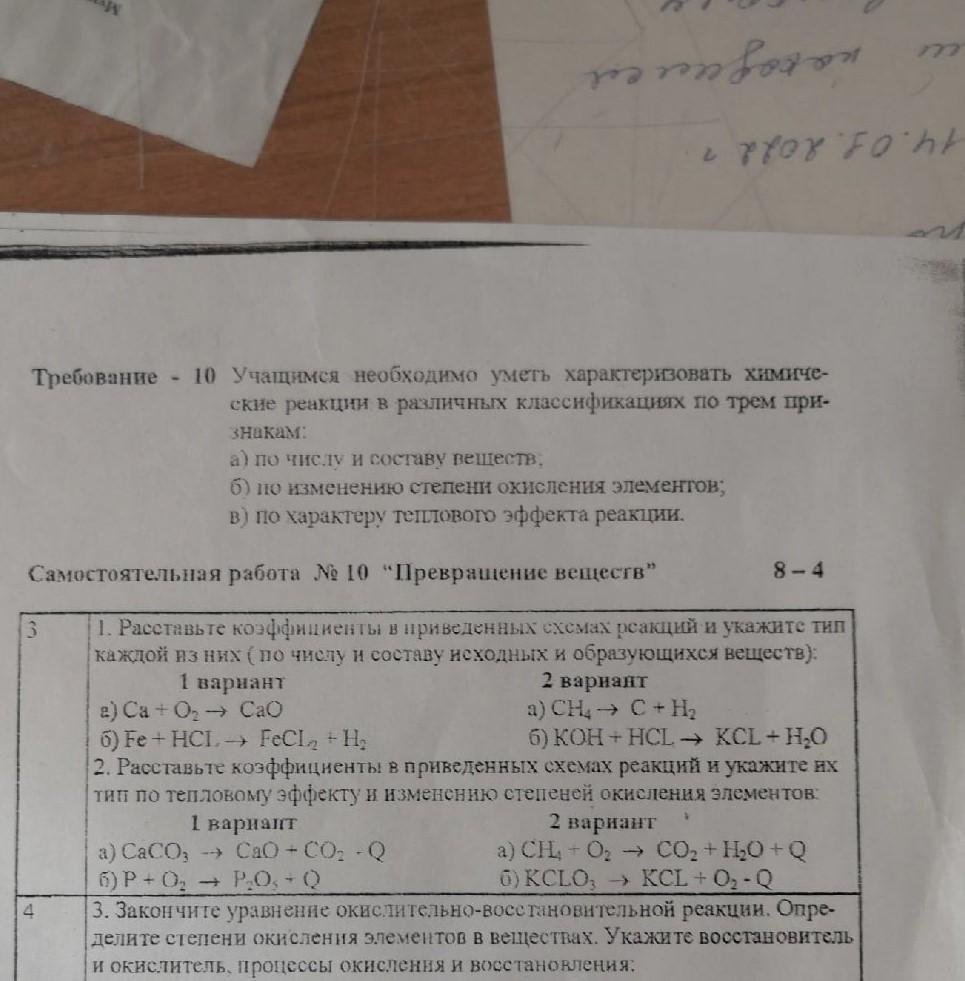 14.01.2022 г
Требование - 10 Учащимся необходимо уметь характеризовать химиче-
ские реакции в различных классификациях по трем при-
знакам:
а) по числу и составу веществ;
б) по изменению степени окисления элементов;
в) по характеру теплового эффекта реакции.
Самостоятельная работа № 10 "Превращение веществ" 8 – 4
3 1. Расставьте коэффициенты в приведенных схемах реакций и укажите тип
каждой из них ( по числу и составу исходных и образующихся веществ):
1 вариант 2 вариант
а) Ca + O₂ → CaO а) CH₄ → C + H₂
б) Fe + HCL → FeCL₂ + H₂ б) KOH + HCL → KCL + H₂O
2. Расставьте коэффициенты в приведенных схемах реакций и укажите их
тип по тепловому эффекту и изменению степеней окисления элементов:
1 вариант 2 вариант
а) CaCO₃ → CaO + CO₂ - Q а) CH₄ + O₂ → CO₂ + H₂O + Q
б) P + O₂ → P₂O₅ + Q б) KCLO₃ → KCL + O₂ - Q
4 3. Закончите уравнение окислительно-восстановительной реакции. Опре-
делите степени окисления элементов в веществах. Укажите восстановитель
и окислитель, процессы окисления и восстановления: